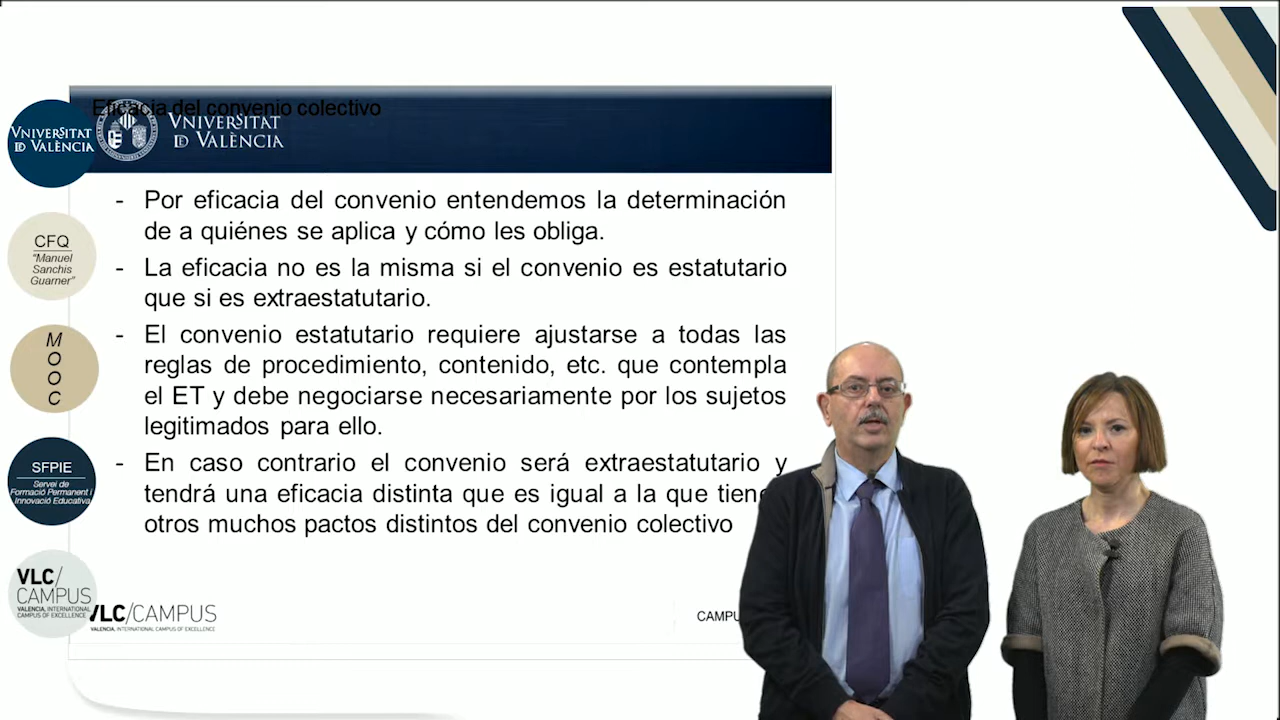 Eficacia del convenio colectivo
VNIVERSITAT
DE VALÈNCIA
VNIVERSITAT
DE VALÈNCIA
- Por eficacia del convenio entendemos la determinación
de a quiénes se aplica y cómo les obliga.
- La eficacia no es la misma si el convenio es estatutario
que si es extraestatutario.
- El convenio estatutario requiere ajustarse a todas las
reglas de procedimiento, contenido, etc. que contempla
el ET y debe negociarse necesariamente por los sujetos
legitimados para ello.
- En caso contrario el convenio será extraestatutario y
tendrá una eficacia distinta que es igual a la que tiene
otros muchos pactos distintos del convenio colectivo
CFQ
“Manuel
Sanchis
Guarner”
M
O
O
C
SFPIE
Servei de
Formació Permanent i
Innovació Educativa
VLC/
CAMPUS
VALENCIA, INTERNATIONAL
CAMPUS OF EXCELLENCE
VLC/CAMPUS
VALENCIA, INTERNATIONAL CAMPUS OF EXCELLENCE
CAMPU